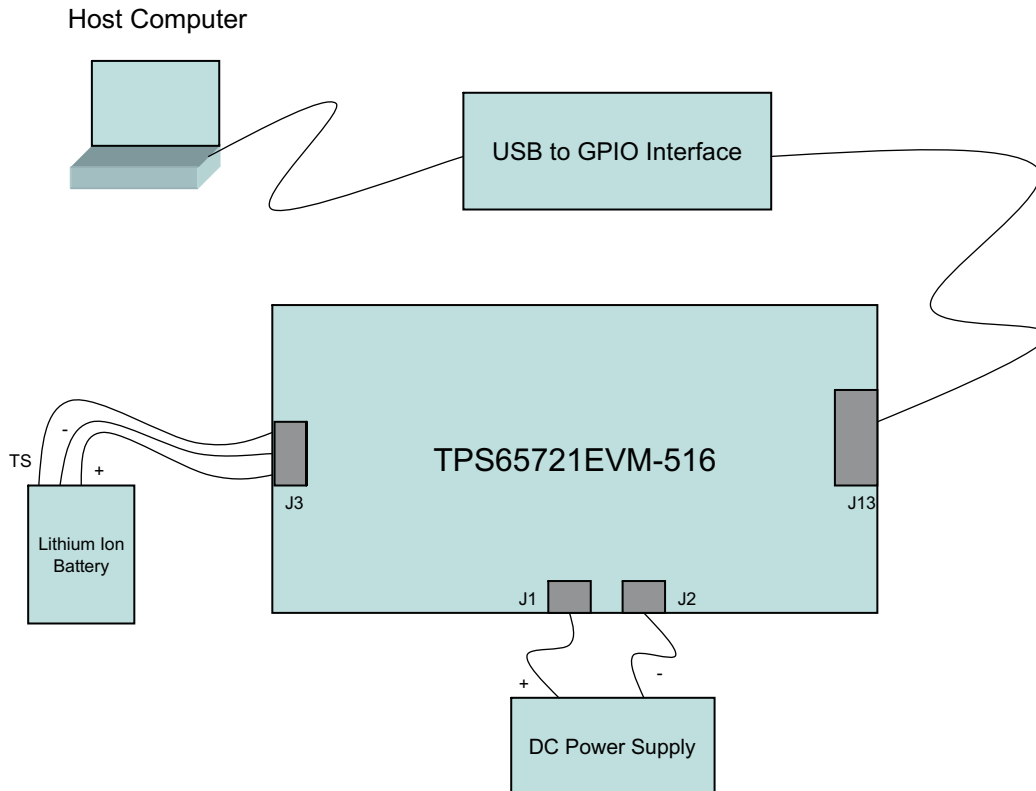 Host Computer
USB to GPIO Interface
TPS65721EVM-516
TS
-
+
J3
J13
Lithium Ion
Battery
J1
J2
+
-
DC Power Supply